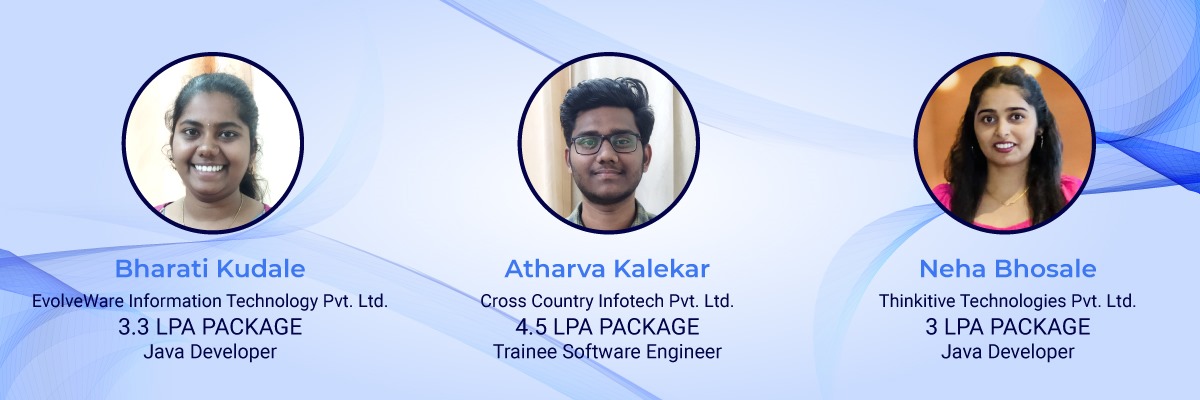 Bharati Kudale
EvolveWare Information Technology Pvt. Ltd.
3.3 LPA PACKAGE
Java Developer
Atharva Kalekar
Cross Country Infotech Pvt. Ltd.
4.5 LPA PACKAGE
Trainee Software Engineer
Neha Bhosale
Thinkitive Technologies Pvt. Ltd.
3 LPA PACKAGE
Java Developer